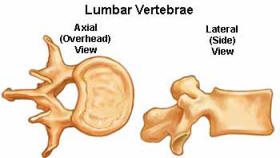 Lumbar Vertebrae
Axial
(Overhead)
View
Lateral
(Side)
View